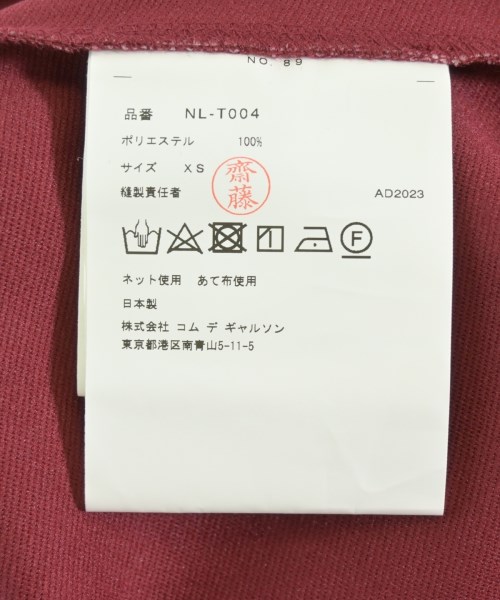 NO. 89
品番 NL-T004
ポリエステル 100%
サイズ XS
縫製責任者 齋藤 AD2023
F
ネット使用 あて布使用
日本製
株式会社 コム デ ギャルソン
東京都港区南青山5-11-5